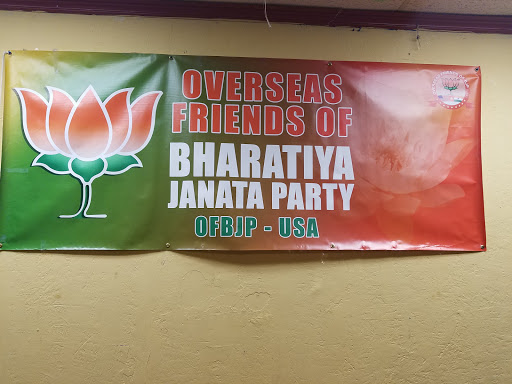 OVERSEAS
FRIENDS OF
BHARATIYA
JANATA PARTY
OFBJP - USA